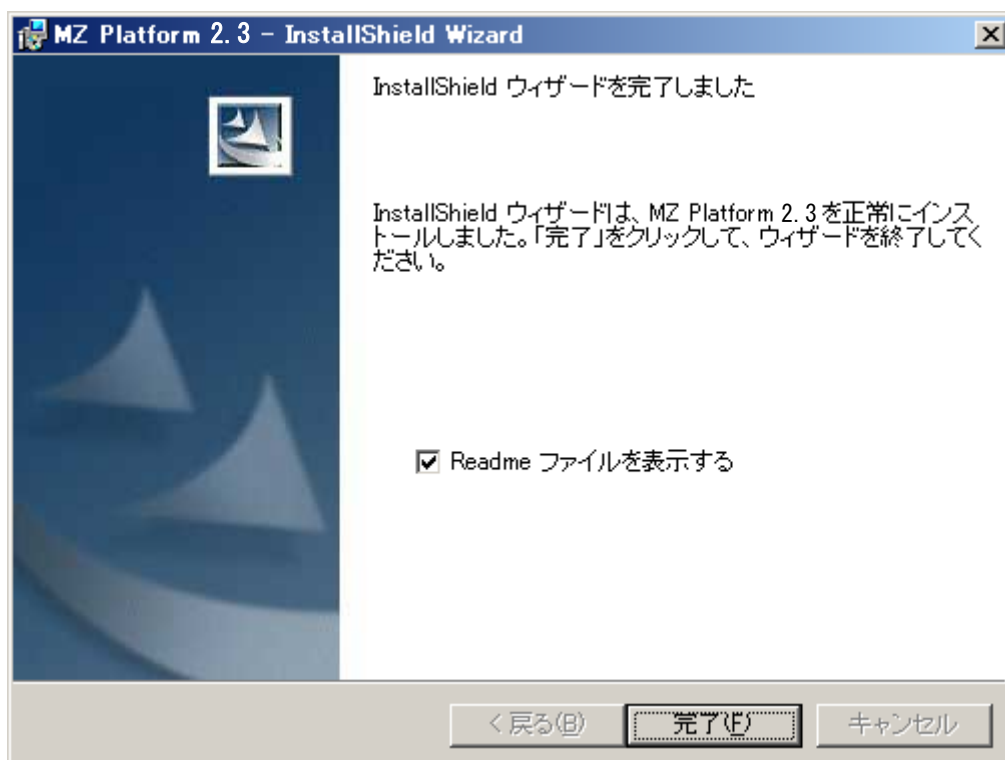 MZ Platform 2.3 - InstallShield Wizard
InstallShield ウィザードを完了しました
InstallShield ウィザードは、MZ Platform 2.3を正常にインス
トールしました。「完了」をクリックして、ウィザードを終了してく
ださい。
Readme ファイルを表示する
< 戻る(B)
完了(F)
キャンセル